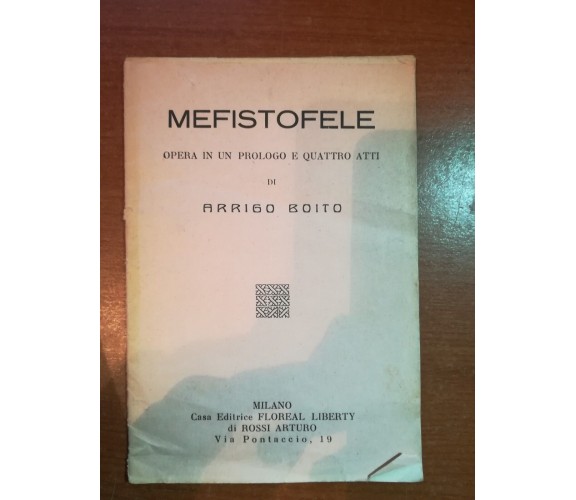 MEFISTOFELE
OPERA IN UN PROLOGO E QUATTRO ATTI
DI
ARRIGO BOITO
MILANO
Casa Editrice FLOREAL LIBERTY
di ROSSI ARTURO
Via Pontaccio, 19